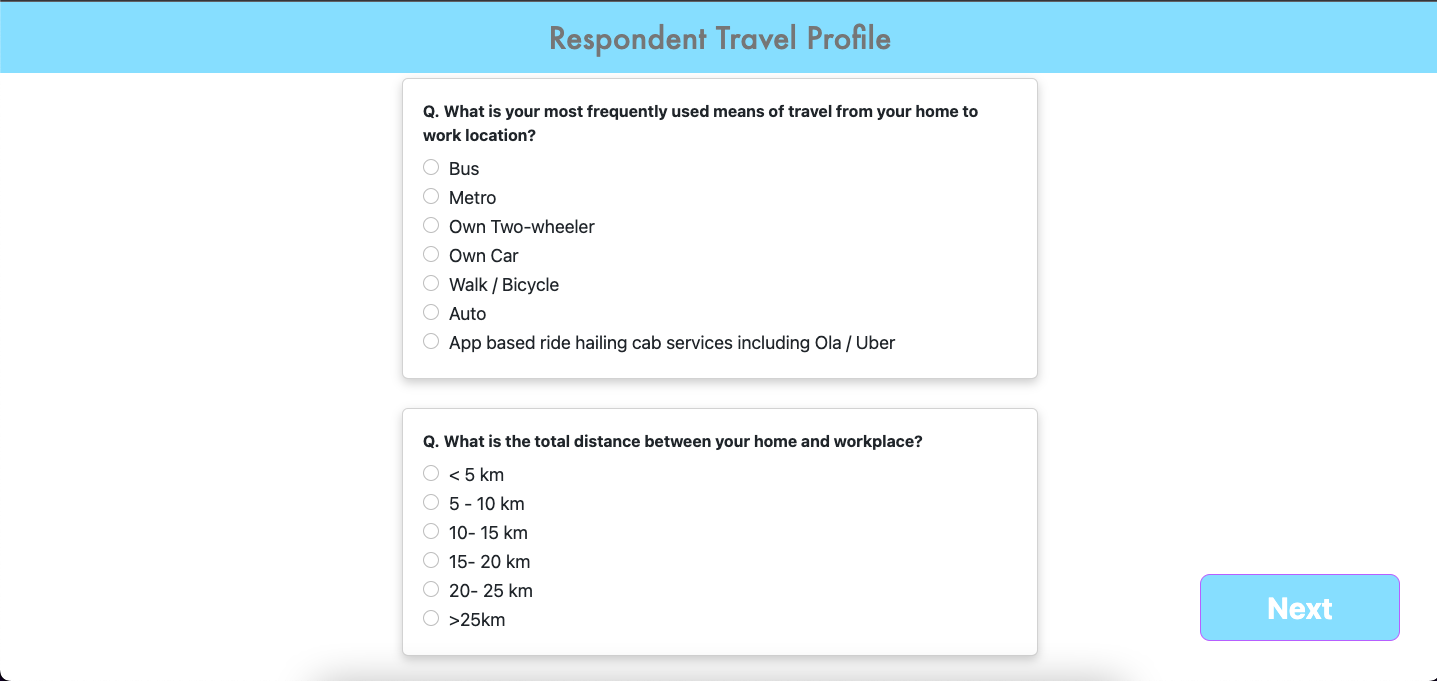 Respondent Travel Profile
Q. What is your most frequently used means of travel from your home to
work location?
Bus
Metro
Own Two-wheeler
Own Car
Walk / Bicycle
Auto
App based ride hailing cab services including Ola / Uber
Q. What is the total distance between your home and workplace?
< 5 km
5 - 10 km
10- 15 km
15- 20 km
20- 25 km
>25km
Next